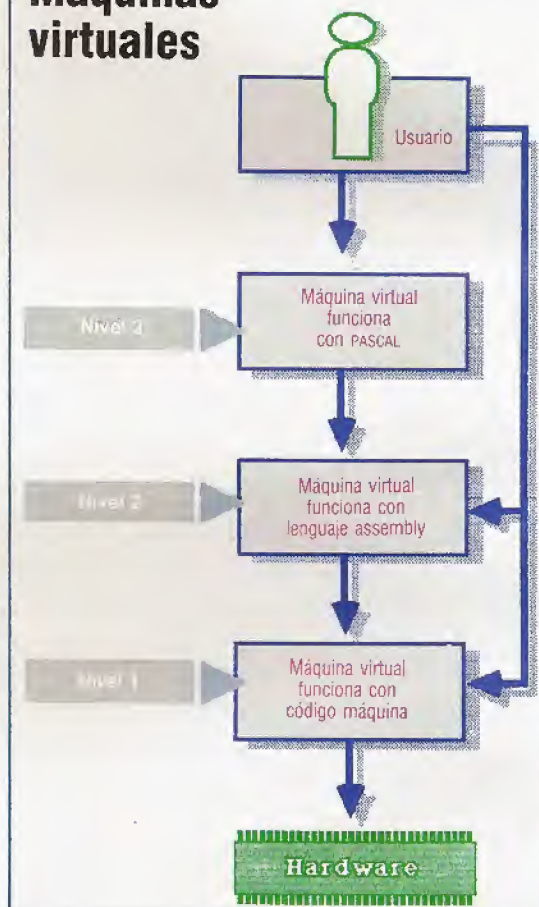 Máquinas
virtuales
Usuario
Máquina virtual
funciona
con PASCAL
Nivel 3
Máquina virtual
funciona con
lenguaje assembly
Nivel 2
Máquina virtual
funciona con
código máquina
Nivel 1
Hardware